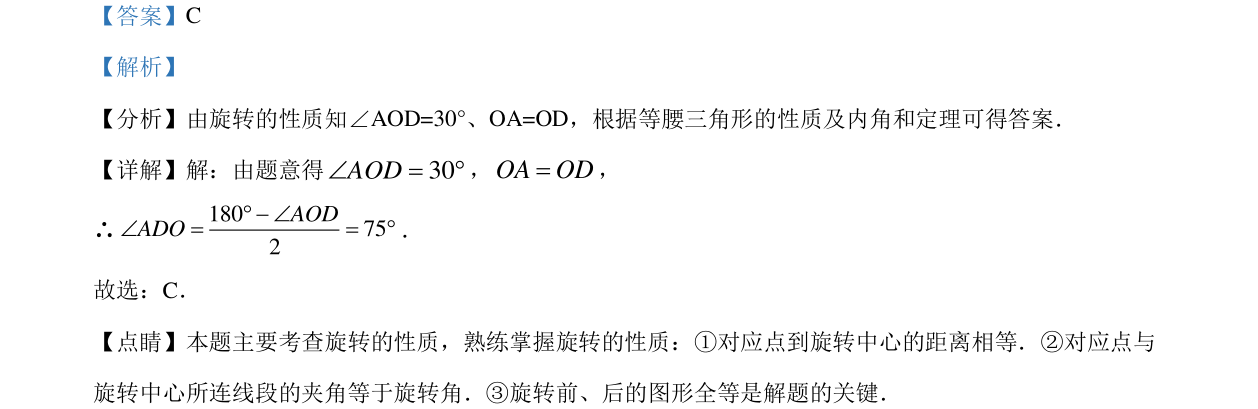 【答案】C
【解析】
【分析】由旋转的性质知∠AOD=30°、OA=OD，根据等腰三角形的性质及内角和定理可得答案．
【详解】解：由题意得∠AOD = 30°，OA = OD，
∴∠ADO = \frac{180° − ∠AOD}{2} = 75°．
故选：C．
【点睛】本题主要考查旋转的性质，熟练掌握旋转的性质：①对应点到旋转中心的距离相等．②对应点与
旋转中心所连线段的夹角等于旋转角．③旋转前、后的图形全等是解题的关键．